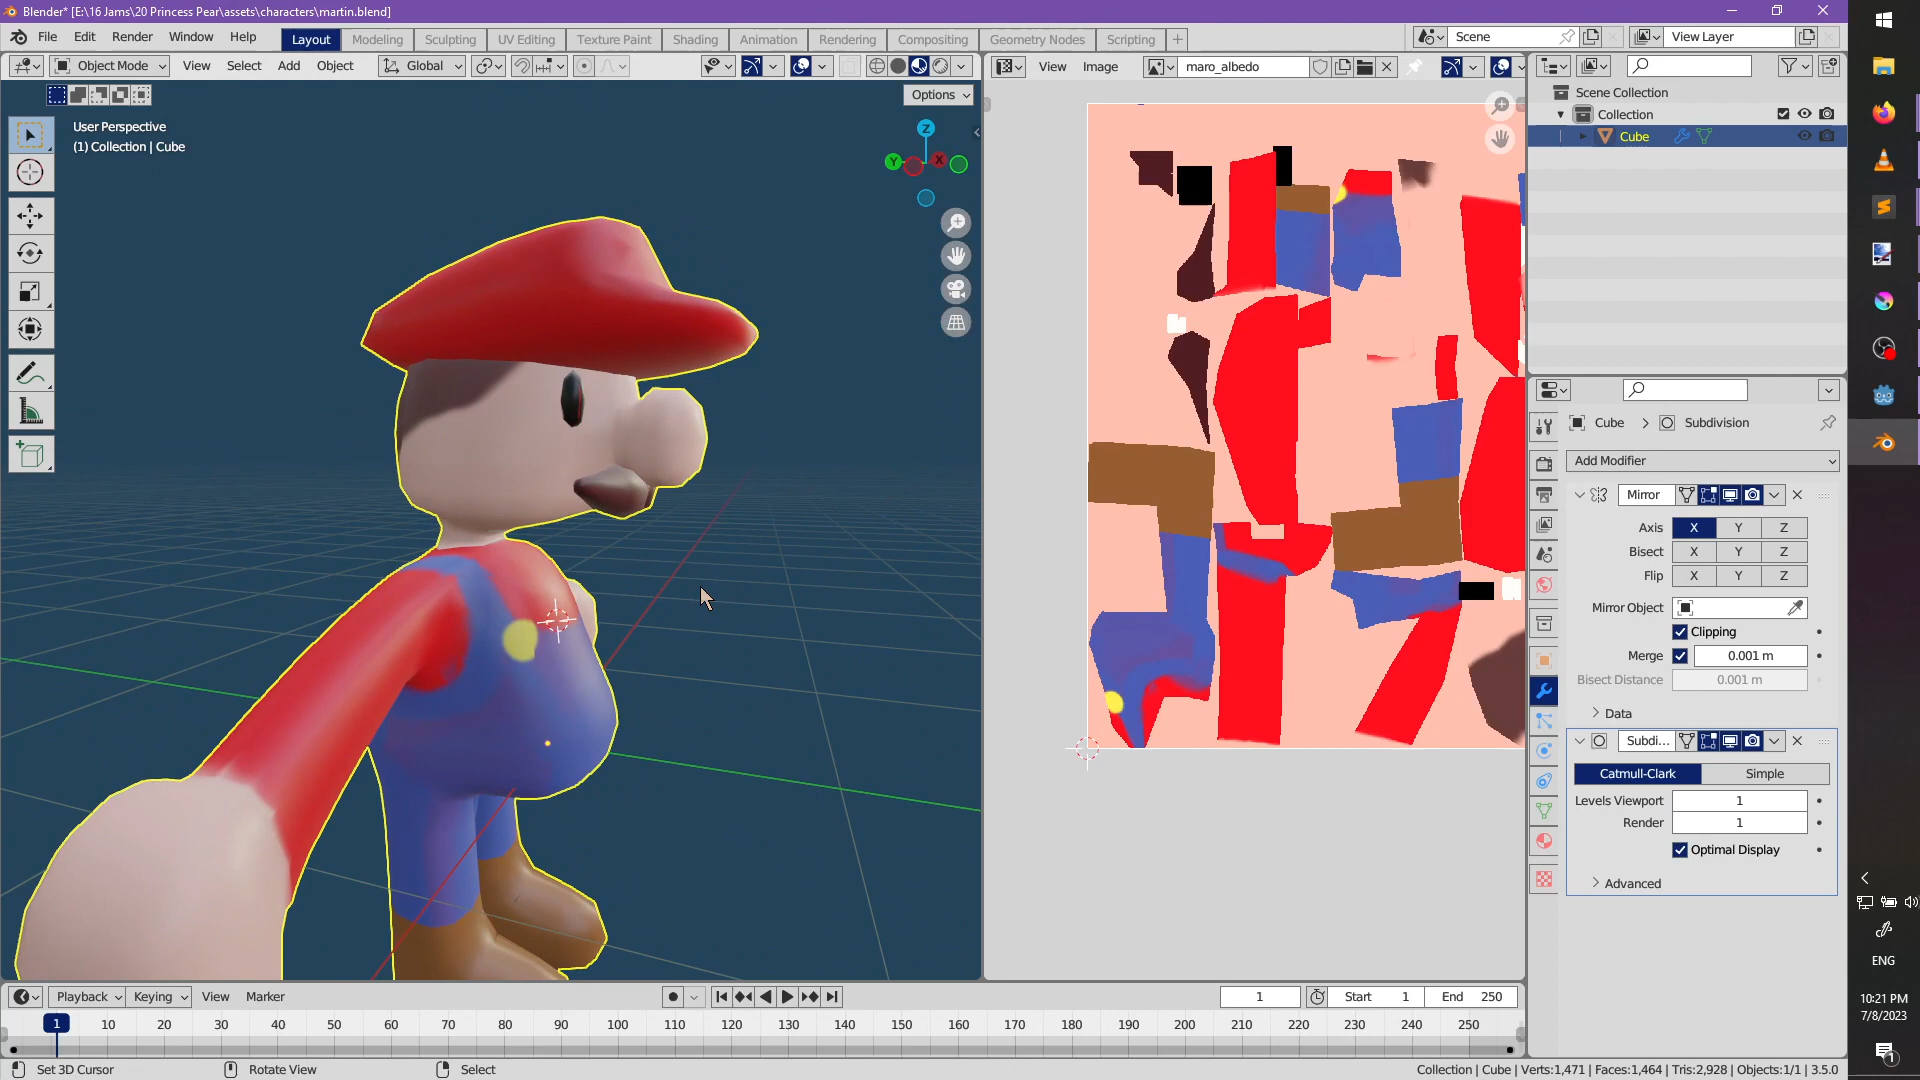 Blender* [E:\16 Jams\20 Princess Pear\assets\characters\martin.blend]
File Edit Render Window Help Layout Modeling Sculpting UV Editing Texture Paint Shading Animation Rendering Compositing Geometry Nodes Scripting + Scene View Layer
Object Mode View Select Add Object Global View Image maro_albedo
Options
User Perspective
(1) Collection | Cube
Z
Y X
Scene Collection
Collection
Cube
Cube > Subdivision
Add Modifier
Mirror
Axis X Y Z
Bisect X Y Z
Flip X Y Z
Mirror Object
Clipping
Merge 0.001 m
Bisect Distance 0.001 m
> Data
Subdi...
Catmull-Clark Simple
Levels Viewport 1
Render 1
Optimal Display
> Advanced
Playback Keying View Marker 1 Start 1 End 250
1 10 20 30 40 50 60 70 80 90 100 110 120 130 140 150 160 170 180 190 200 210 220 230 240 250
Set 3D Cursor Rotate View Select Collection | Cube | Verts:1,471 | Faces:1,464 | Tris:2,928 | Objects:1/1 | 3.5.0
ENG
10:21 PM
7/8/2023
1